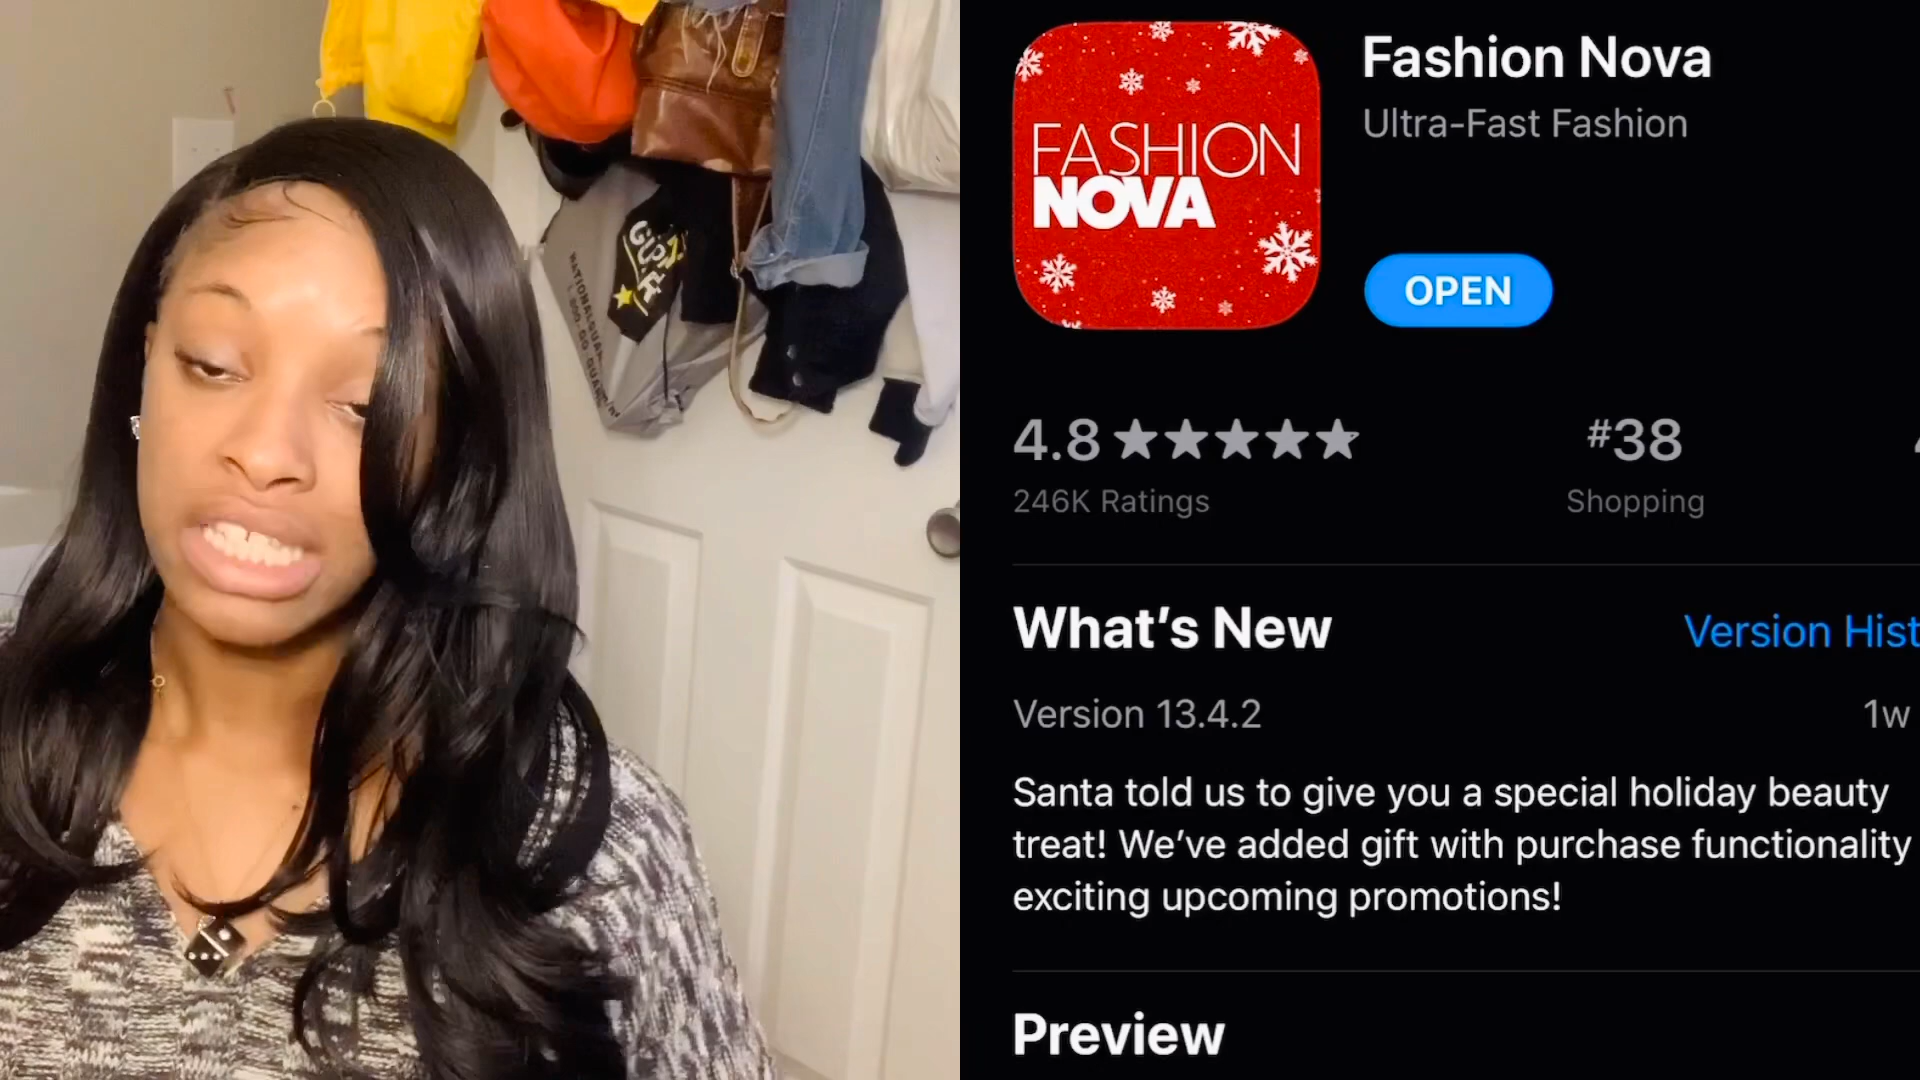 Fashion Nova
Ultra-Fast Fashion
FASHION
NOVA
OPEN
4.8
#38
246K Ratings
Shopping
What's New
Version Hist
Version 13.4.2
1w
Santa told us to give you a special holiday beauty
treat! We've added gift with purchase functionality
exciting upcoming promotions!
Preview